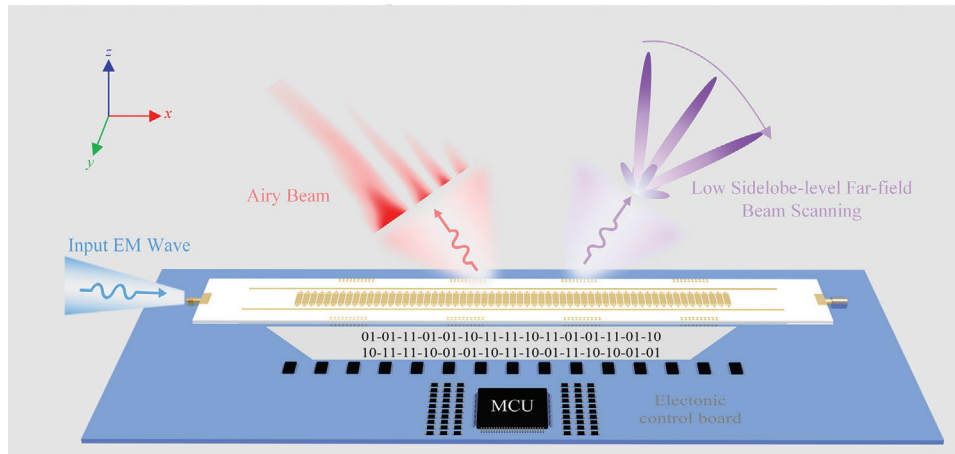 z
x
y
Airy Beam
Low Sidelobe-level Far-field
Beam Scanning
Input EM Wave
01-01-11-01-01-10-11-11-10-11-01-01-11-01-10
10-11-11-10-01-01-10-11-10-01-11-10-10-01-01
MCU
Electonic
control board